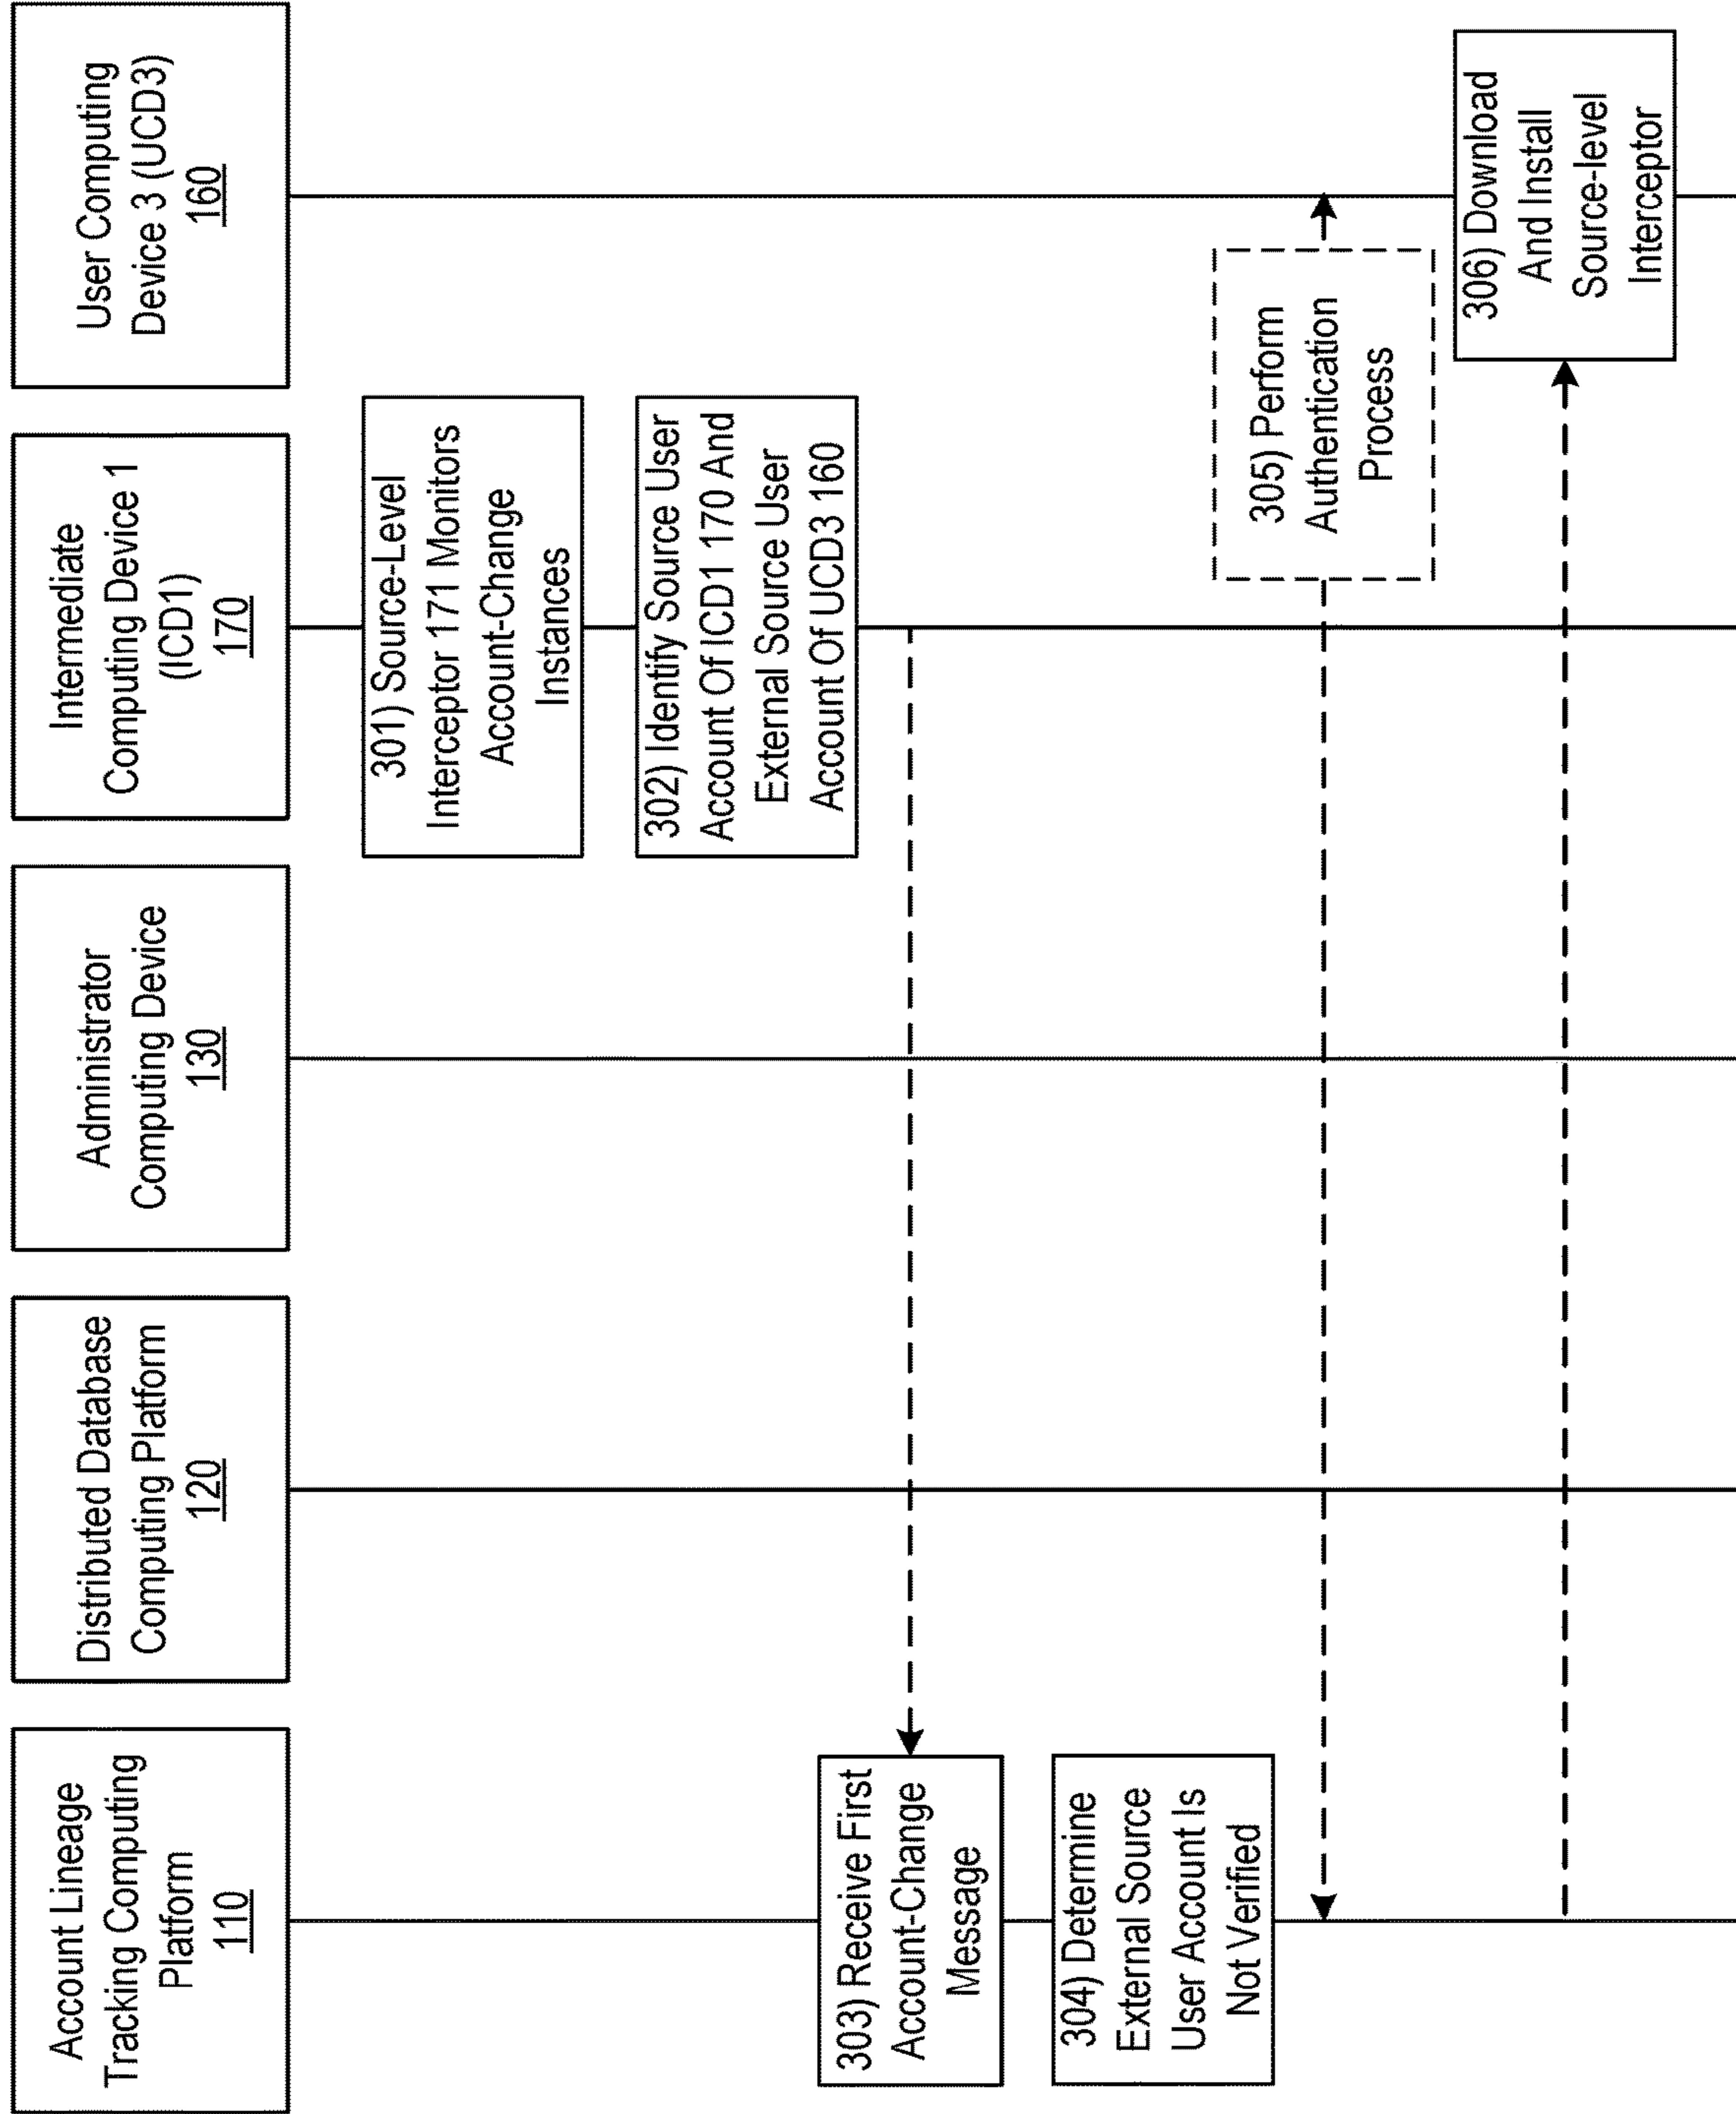 Account Lineage
Tracking Computing
Platform
110
Distributed Database
Computing Platform
120
Administrator
Computing Device
130
Intermediate
Computing Device 1
(ICD1)
170
User Computing
Device 3 (UCD3)
160
301) Source-Level
Interceptor 171 Monitors
Account-Change
Instances
302) Identify Source User
Account Of ICD1 170 And
External Source User
Account Of UCD3 160
303) Receive First
Account-Change
Message
304) Determine
External Source
User Account Is
Not Verified
305) Perform
Authentication
Process
306) Download
And Install
Source-level
Interceptor